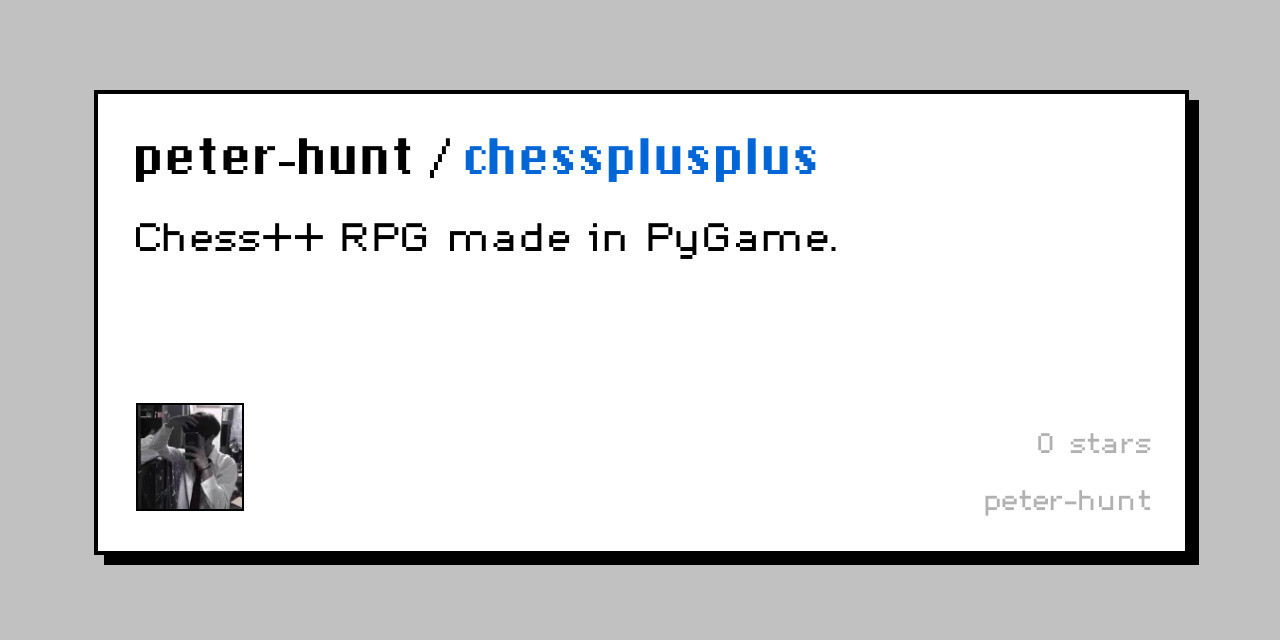 peter-hunt / chessplusplus
Chess++ RPG made in PyGame.
0 stars
peter-hunt